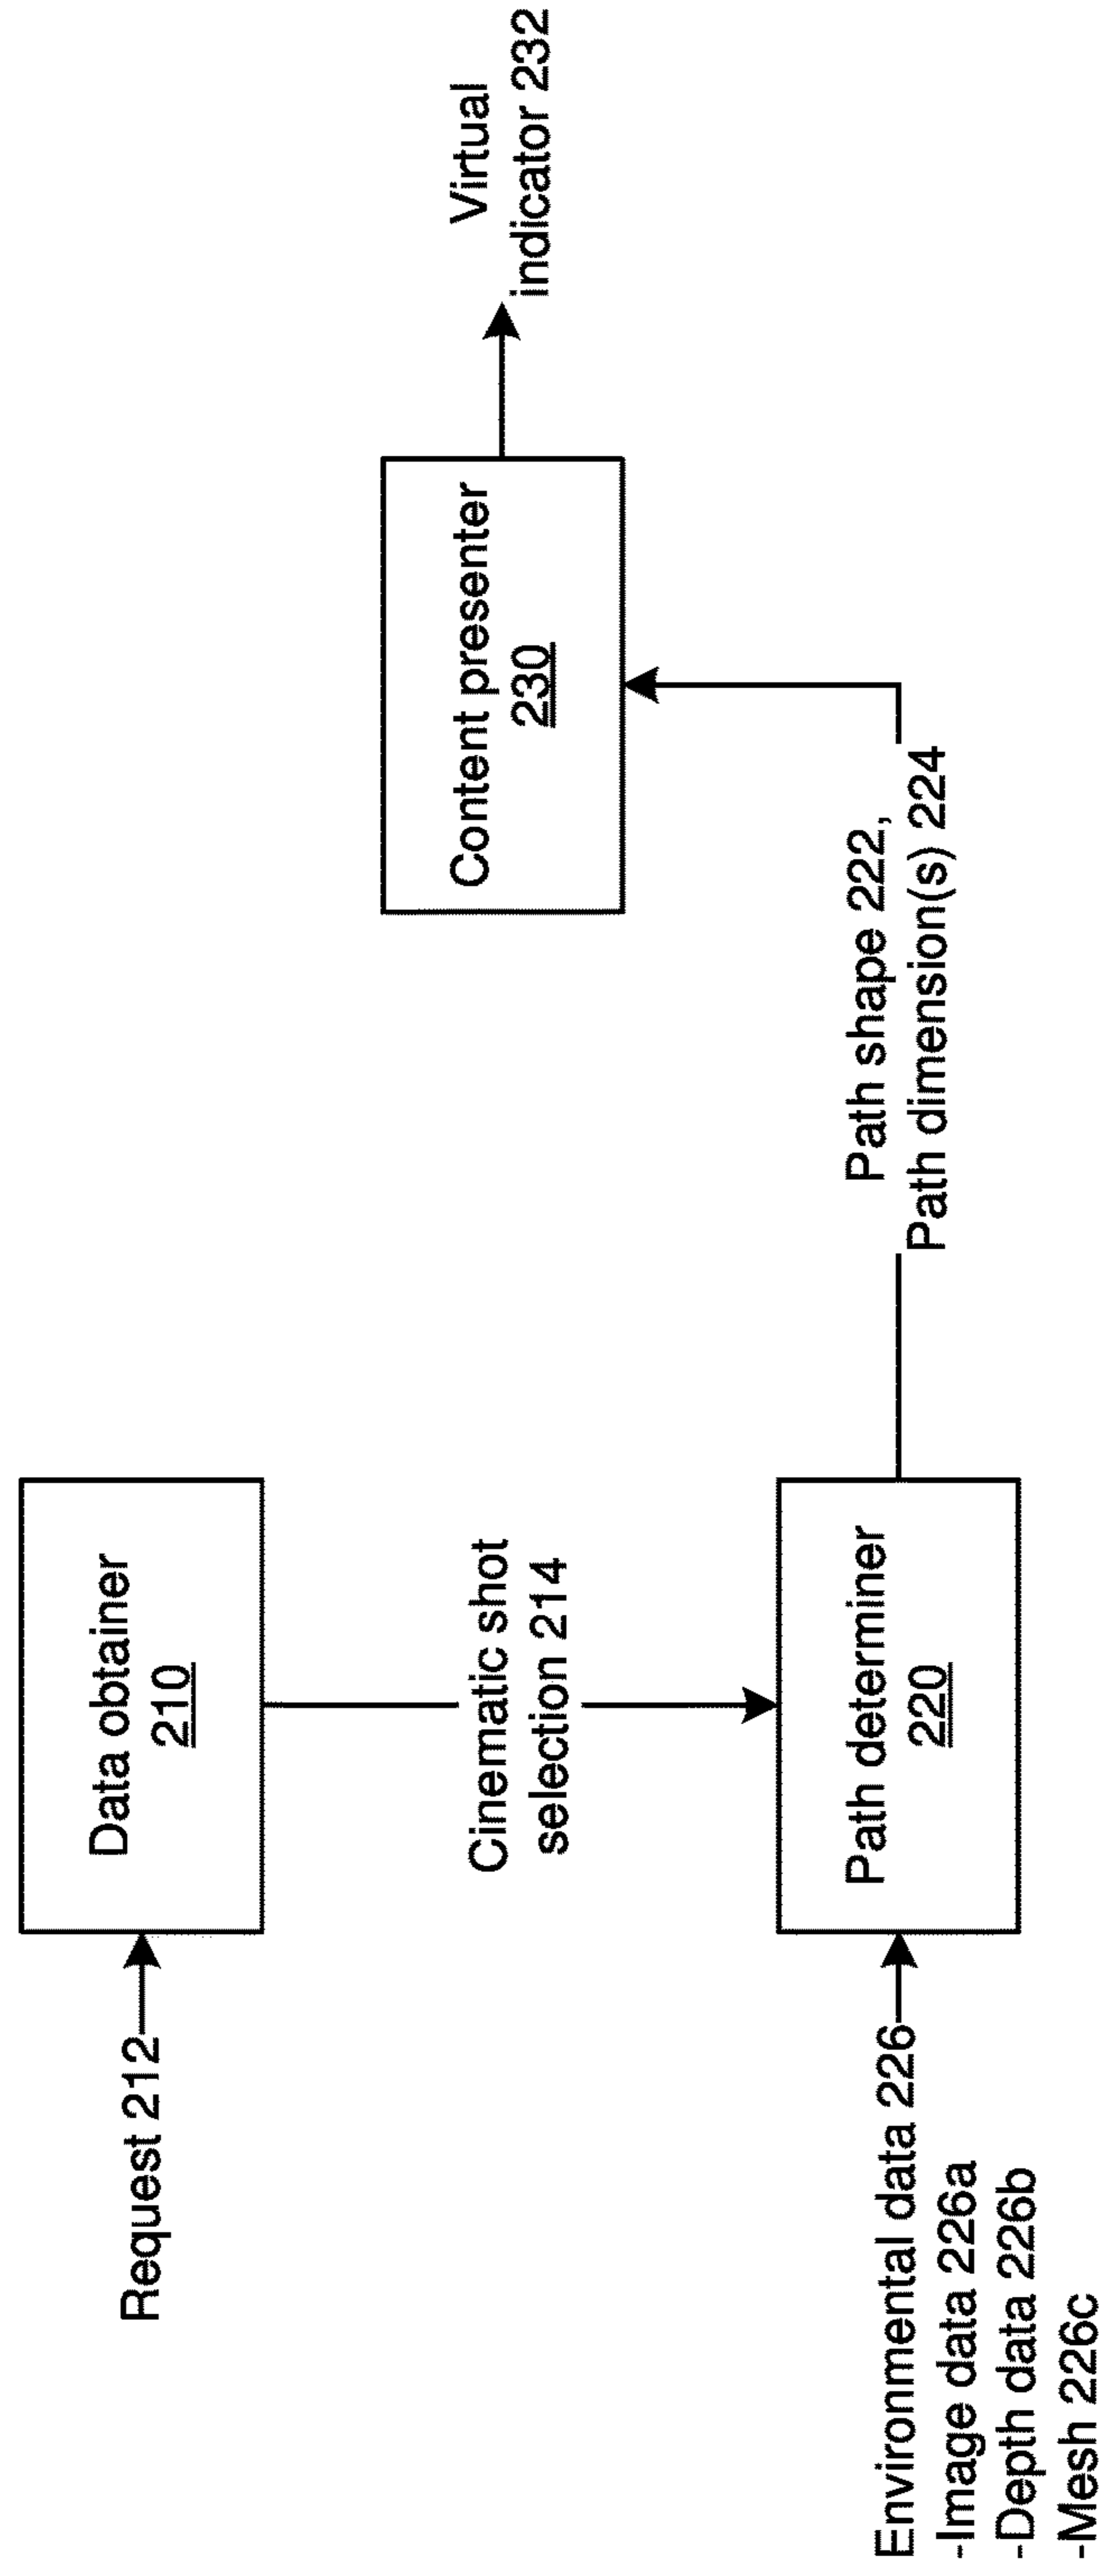 Request 212
Data obtainer
210
Cinematic shot
selection 214
Environmental data 226
-Image data 226a
-Depth data 226b
-Mesh 226c
Path determiner
220
Path shape 222,
Path dimension(s) 224
Content presenter
230
Virtual
indicator 232